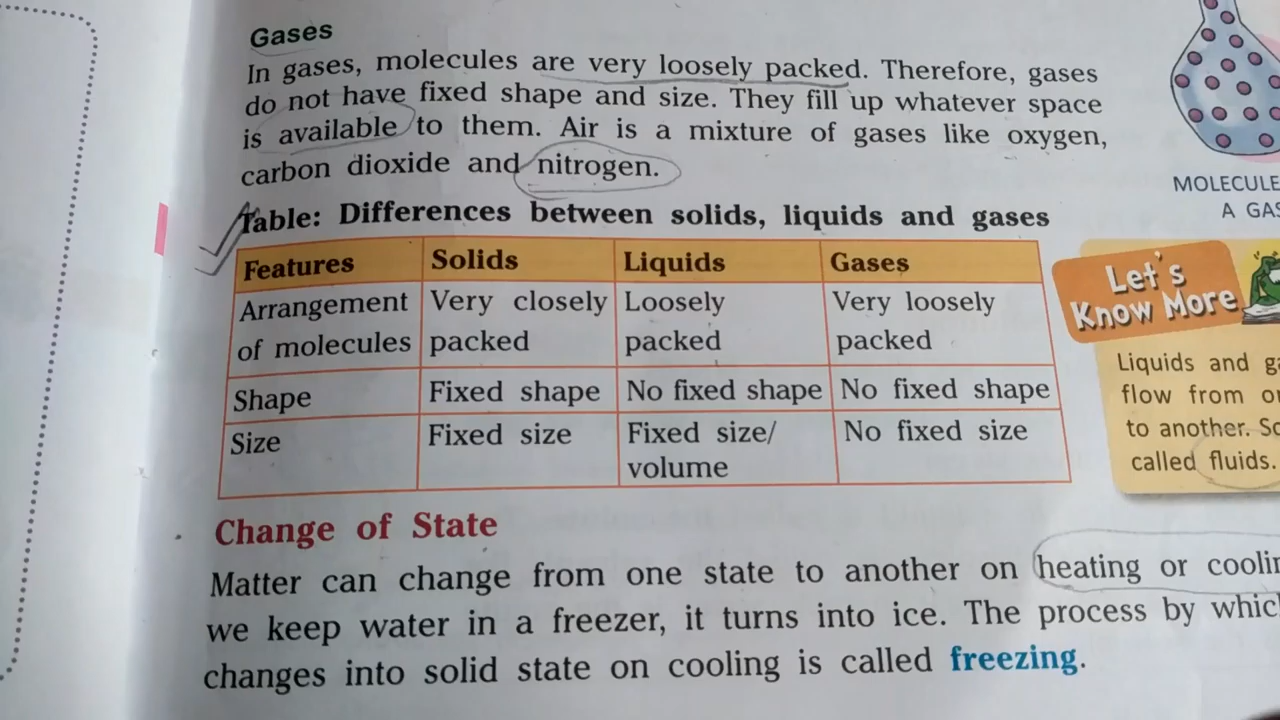 Gases
In gases, molecules are very loosely packed. Therefore, gases
do not have fixed shape and size. They fill up whatever space
is available to them. Air is a mixture of gases like oxygen,
carbon dioxide and nitrogen.
MOLECULE
A GAS
Table: Differences between solids, liquids and gases
Features Solids Liquids Gases
Arrangement Very closely Loosely Very loosely
of molecules packed packed packed
Shape Fixed shape No fixed shape No fixed shape
Size Fixed size Fixed size/ No fixed size
volume
Let's
Know More
Liquids and
flow from
to another.
called fluids.
Change of State
Matter can change from one state to another on heating or
we keep water in a freezer, it turns into ice. The process by
changes into solid state on cooling is called freezing.